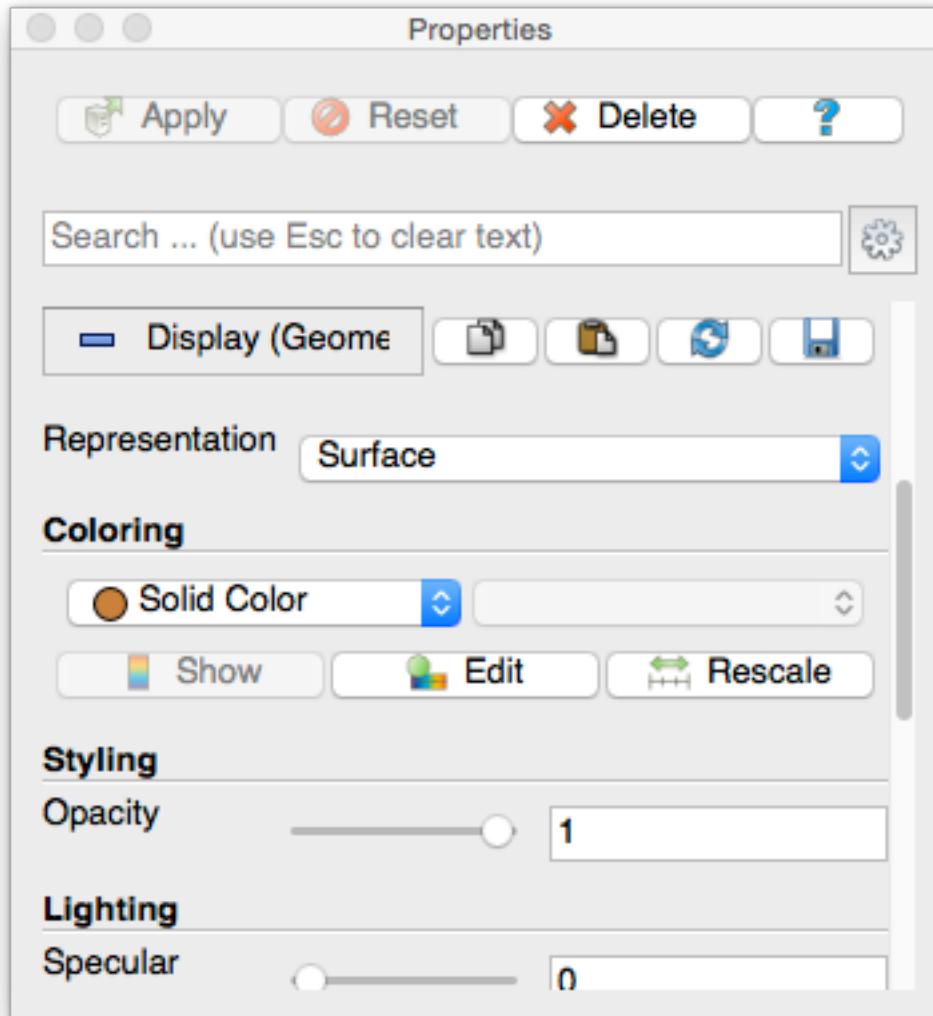 Properties
Apply Reset Delete ?
Search ... (use Esc to clear text)
Display (Geome
Representation Surface
Coloring
Solid Color
Show Edit Rescale
Styling
Opacity 1
Lighting
Specular 0